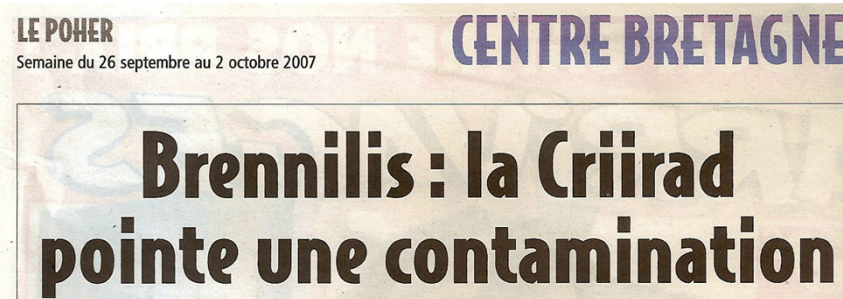 LE POHER
CENTRE BRETAGNE
Semaine du 26 septembre au 2 octobre 2007
Brennilis : la Criirad
pointe une contamination